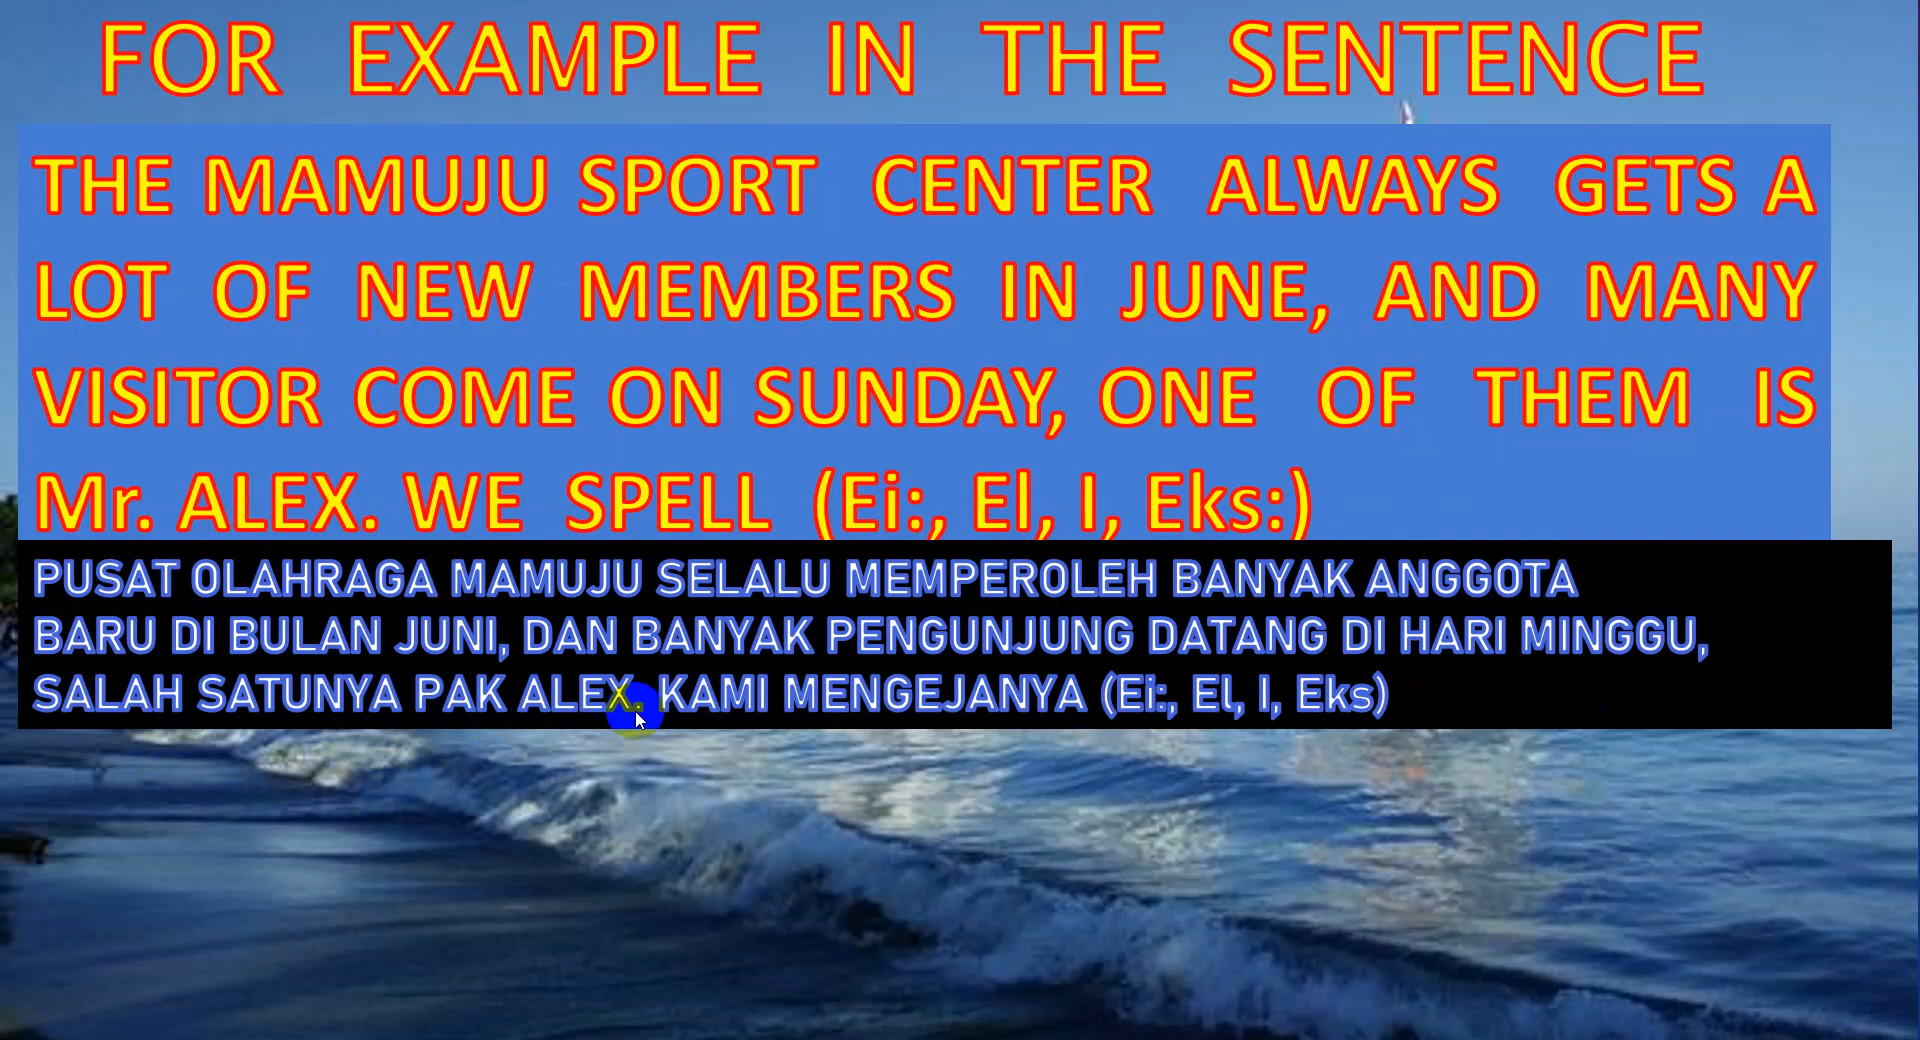 FOR EXAMPLE IN THE SENTENCE
THE MAMUJU SPORT CENTER ALWAYS GETS A
LOT OF NEW MEMBERS IN JUNE, AND MANY
VISITOR COME ON SUNDAY, ONE OF THEM IS
Mr. ALEX. WE SPELL (Ei:, El, I, Eks:)
PUSAT OLAHRAGA MAMUJU SELALU MEMPEROLEH BANYAK ANGGOTA
BARU DI BULAN JUNI, DAN BANYAK PENGUNJUNG DATANG DI HARI MINGGU,
SALAH SATUNYA PAK ALEX. KAMI MENGEJANYA (Ei:, El, I, Eks)